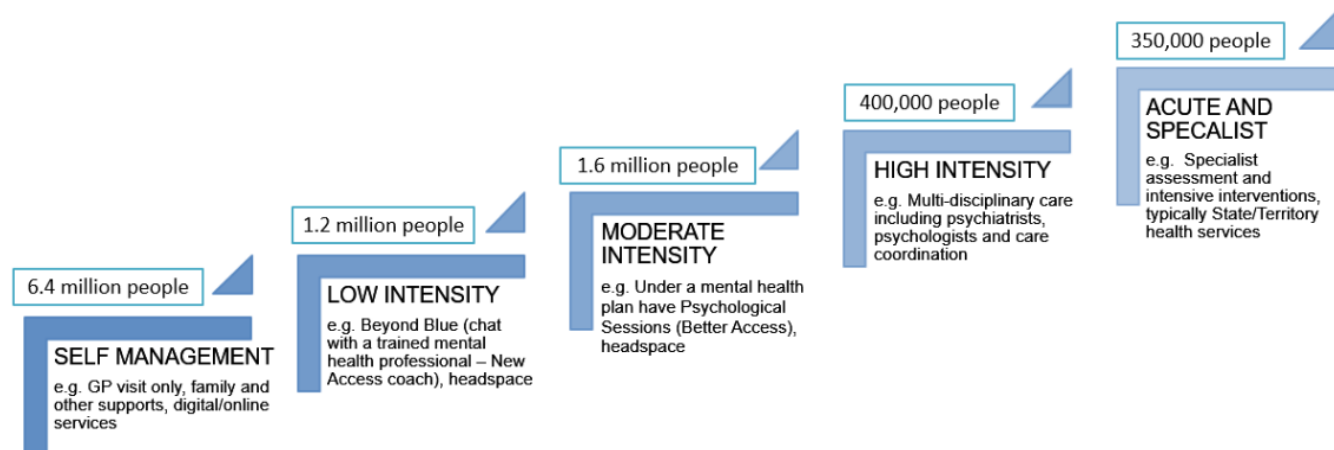 6.4 million people
SELF MANAGEMENT
e.g. GP visit only, family and
other supports, digital/online
services
1.2 million people
LOW INTENSITY
e.g. Beyond Blue (chat
with a trained mental
health professional – New
Access coach), headspace
1.6 million people
MODERATE
INTENSITY
e.g. Under a mental health
plan have Psychological
Sessions (Better Access),
headspace
400,000 people
HIGH INTENSITY
e.g. Multi-disciplinary care
including psychiatrists,
psychologists and care
coordination
350,000 people
ACUTE AND
SPECALIST
e.g. Specialist
assessment and
intensive interventions,
typically State/Territory
health services